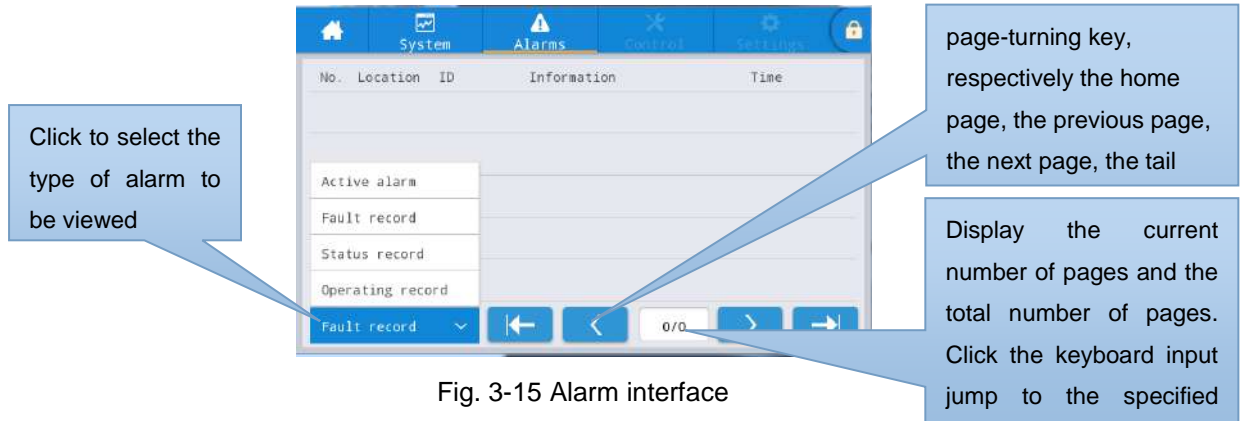 System Alarms Control Settings
No. Location ID Information Time
Active alarm
Fault record
Status record
Operating record
Fault record
0/0
Click to select the
type of alarm to
be viewed
page-turning key,
respectively the home
page, the previous page,
the next page, the tail
Display the current
number of pages and the
total number of pages.
Click the keyboard input
jump to the specified
Fig. 3-15 Alarm interface